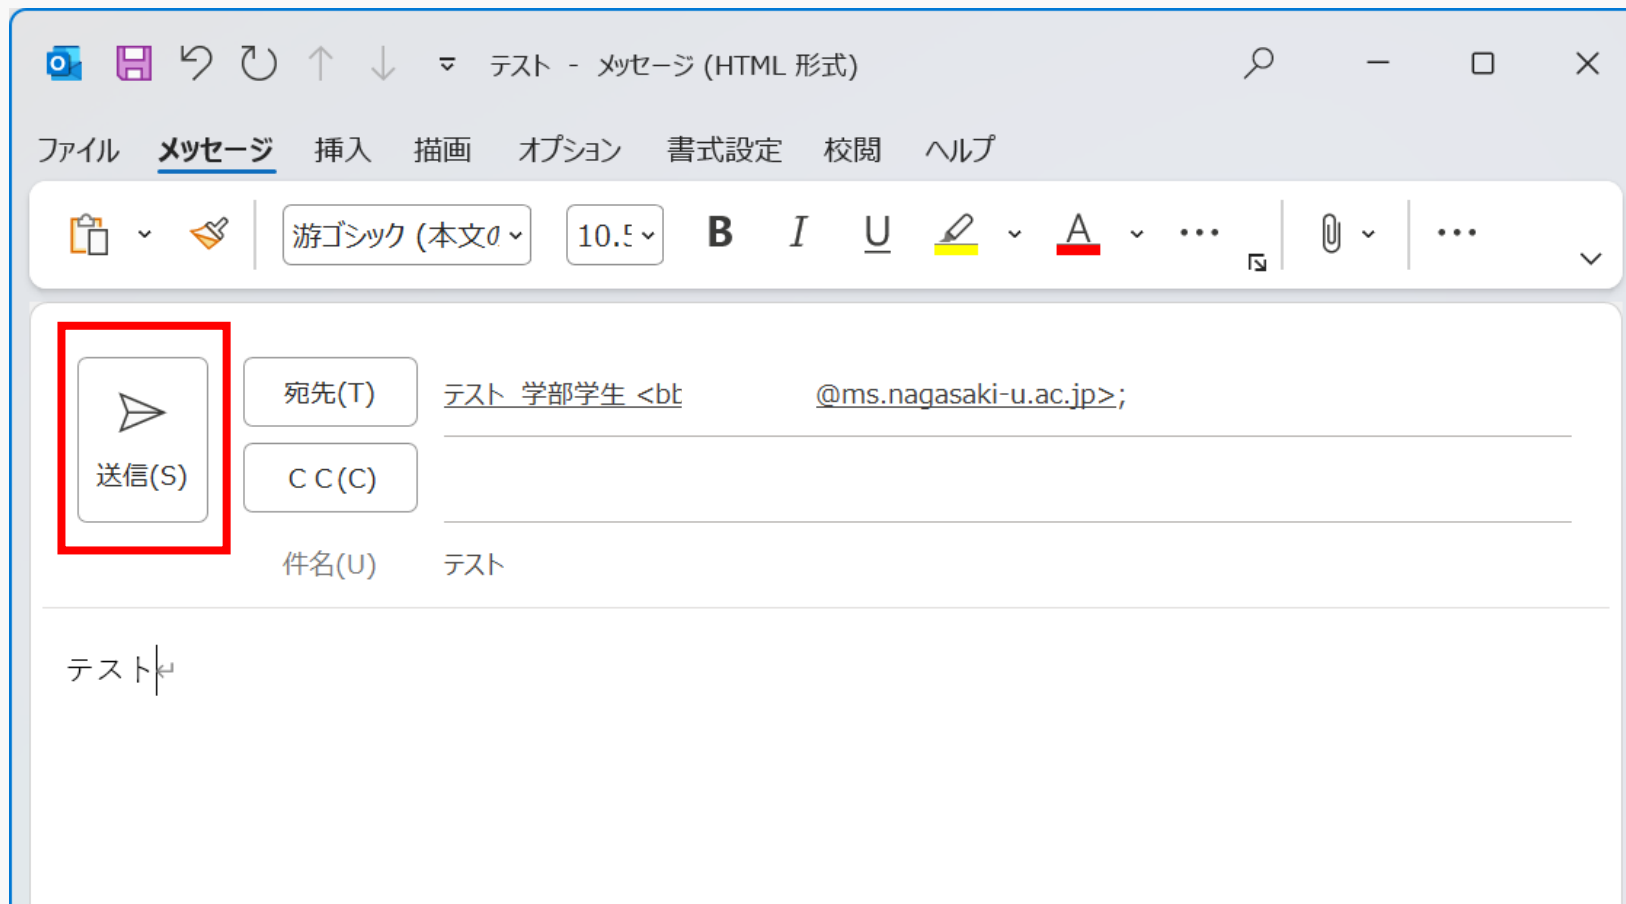 テスト - メッセージ (HTML 形式)
ファイル メッセージ 挿入 描画 オプション 書式設定 校閲 ヘルプ
游ゴシック (本文の 10.5 B I U A
送信(S)
宛先(T) テスト 学部学生 <bb @ms.nagasaki-u.ac.jp>;
ＣＣ(C)
件名(U) テスト
テスト↵